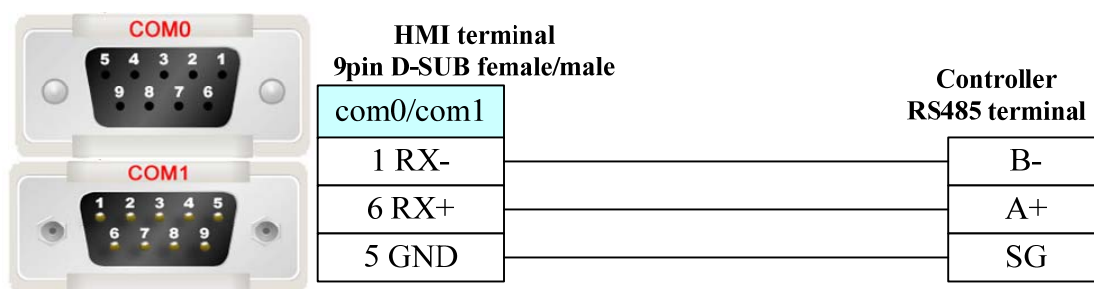 COM0
5 4 3 2 1
9 8 7 6
COM1
1 2 3 4 5
6 7 8 9
HMI terminal
9pin D-SUB female/male
com0/com1
1 RX-
6 RX+
5 GND
Controller
RS485 terminal
B-
A+
SG